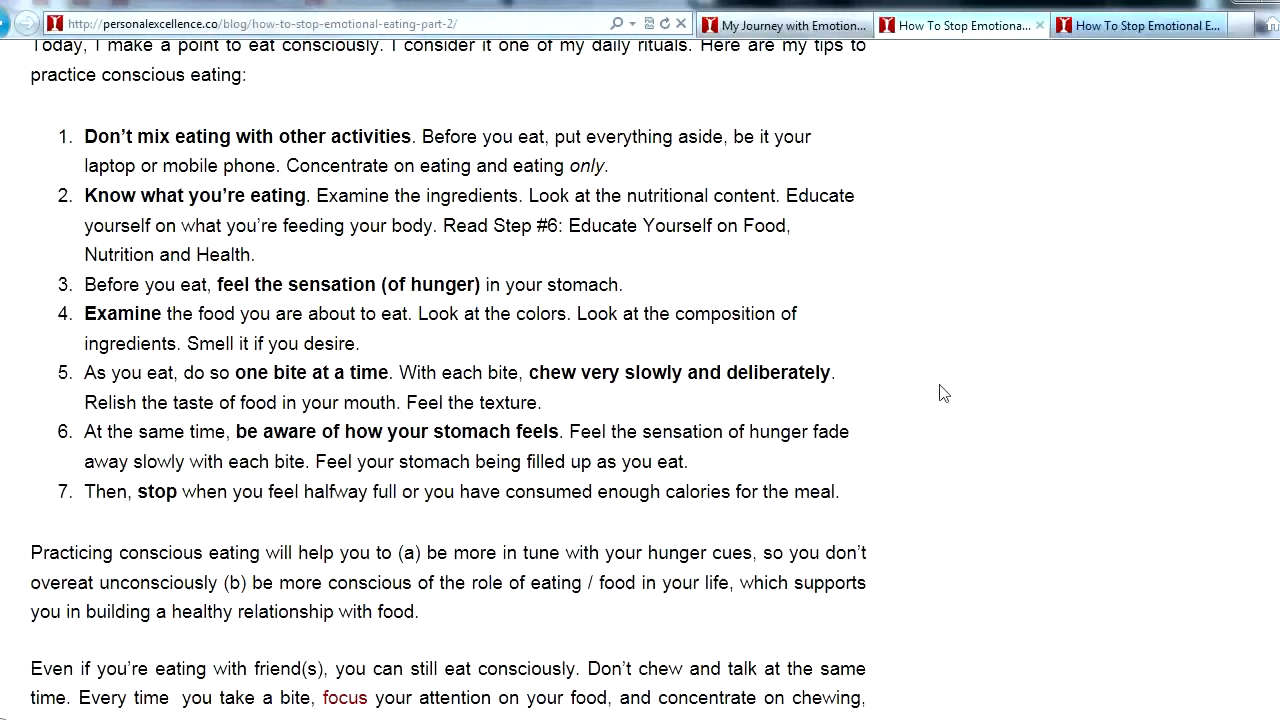 http://personalexcellence.co/blog/how-to-stop-emotional-eating-part-2/
My Journey with Emotion...
How To Stop Emotiona...
How To Stop Emotional E...
Today, I make a point to eat consciously. I consider it one of my daily rituals. Here are my tips to
practice conscious eating:
1. Don’t mix eating with other activities. Before you eat, put everything aside, be it your
laptop or mobile phone. Concentrate on eating and eating only.
2. Know what you’re eating. Examine the ingredients. Look at the nutritional content. Educate
yourself on what you’re feeding your body. Read Step #6: Educate Yourself on Food,
Nutrition and Health.
3. Before you eat, feel the sensation (of hunger) in your stomach.
4. Examine the food you are about to eat. Look at the colors. Look at the composition of
ingredients. Smell it if you desire.
5. As you eat, do so one bite at a time. With each bite, chew very slowly and deliberately.
Relish the taste of food in your mouth. Feel the texture.
6. At the same time, be aware of how your stomach feels. Feel the sensation of hunger fade
away slowly with each bite. Feel your stomach being filled up as you eat.
7. Then, stop when you feel halfway full or you have consumed enough calories for the meal.
Practicing conscious eating will help you to (a) be more in tune with your hunger cues, so you don’t
overeat unconsciously (b) be more conscious of the role of eating / food in your life, which supports
you in building a healthy relationship with food.
Even if you’re eating with friend(s), you can still eat consciously. Don’t chew and talk at the same
time. Every time you take a bite, focus your attention on your food, and concentrate on chewing,